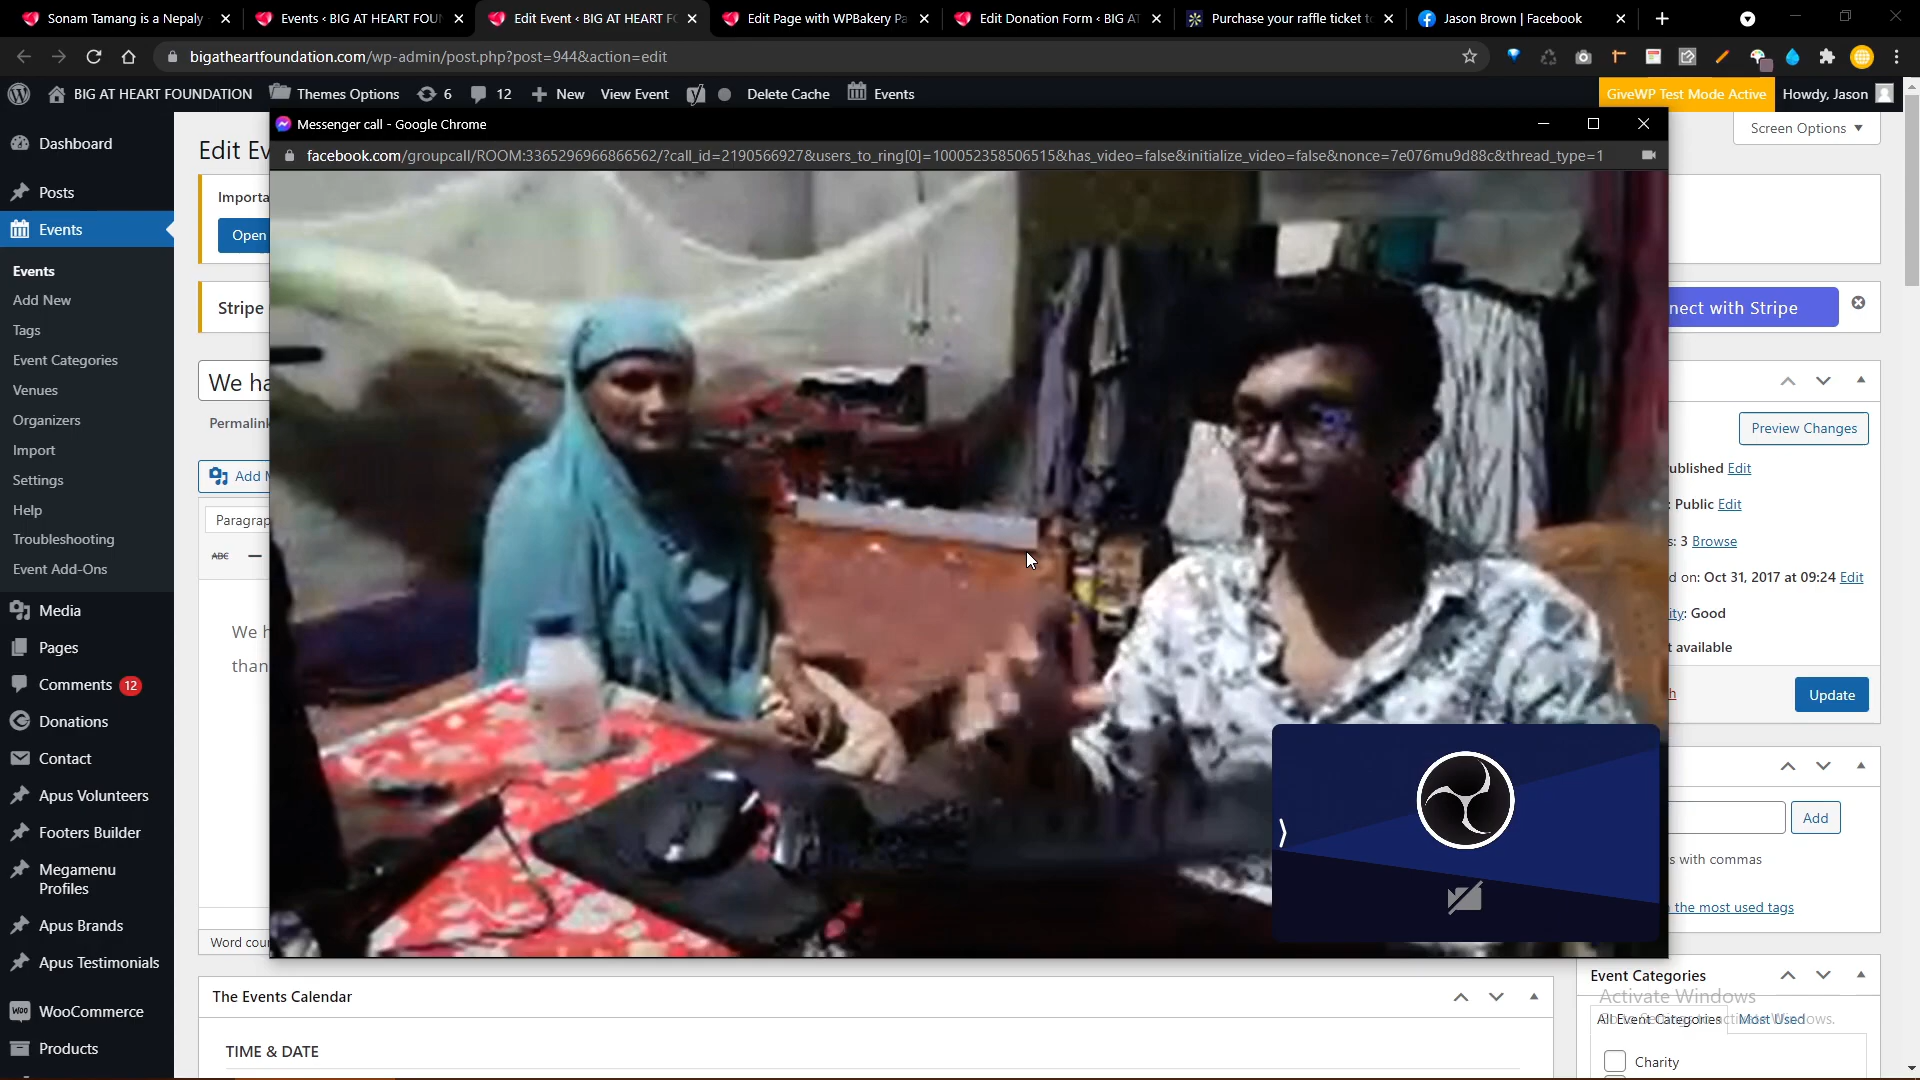 Sonam Tamang is a Nepaly
Events ‹ BIG AT HEART FOU
Edit Event ‹ BIG AT HEART F
Edit Page with WPBakery Pa
Edit Donation Form ‹ BIG AT
Purchase your raffle ticket to
Jason Brown | Facebook
bigatheartfoundation.com/wp-admin/post.php?post=944&action=edit
BIG AT HEART FOUNDATION
Themes Options
6
12
New
View Event
Delete Cache
Events
GiveWP Test Mode Active
Howdy, Jason
Messenger call - Google Chrome
facebook.com/groupcall/ROOM:3365296966866562/?call_id=2190566927&users_to_ring[0]=100052358506515&has_video=false&initialize_video=false&nonce=7e076mu9d88c&thread_type=1
Screen Options
Edit Ev
Importa
Open
Stripe
nect with Stripe
We ha
Permalink
Add M
Paragrap
ABC
We h
than
Word cou
Dashboard
Posts
Events
Events
Add New
Tags
Event Categories
Venues
Organizers
Import
Settings
Help
Troubleshooting
Event Add-Ons
Media
Pages
Comments 12
Donations
Contact
Apus Volunteers
Footers Builder
Megamenu
Profiles
Apus Brands
Apus Testimonials
WooCommerce
Products
Preview Changes
ublished Edit
: Public Edit
s: 3 Browse
d on: Oct 31, 2017 at 09:24 Edit
ity: Good
t available
h
Update
Add
s with commas
the most used tags
The Events Calendar
TIME & DATE
Event Categories
Activate Windows
All Event Categories
Most Used
Charity